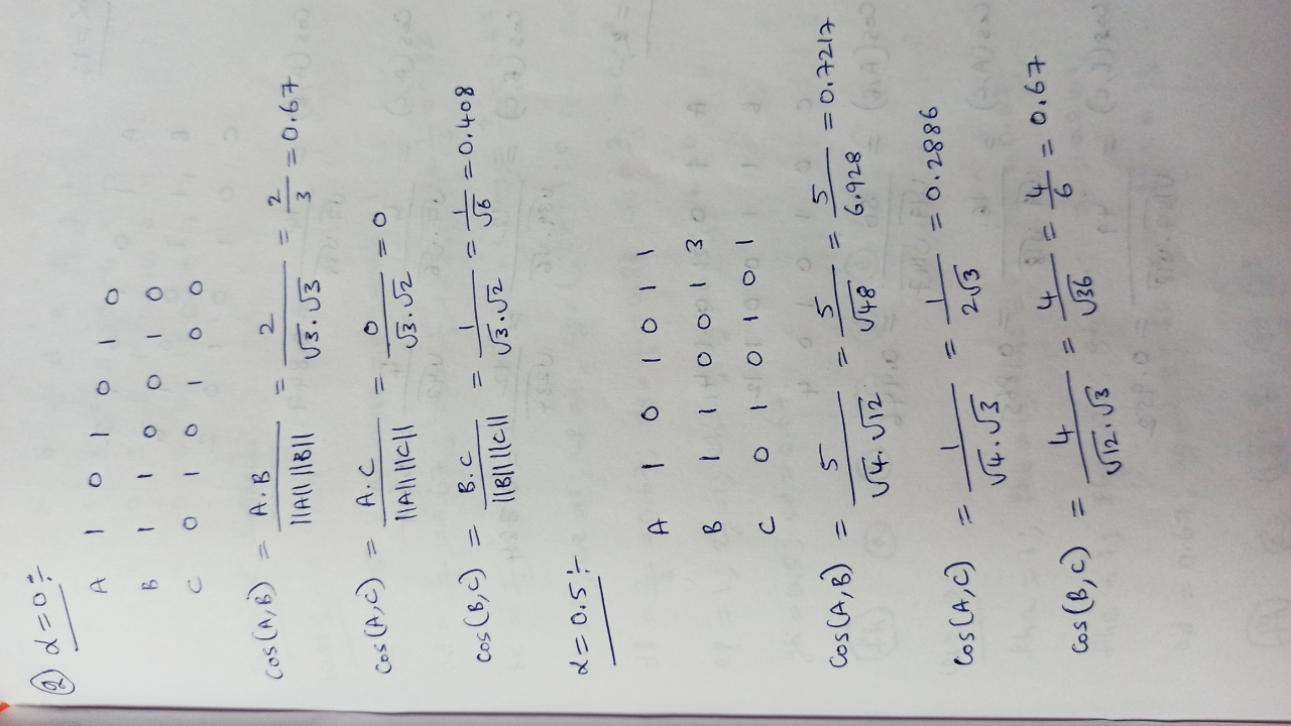 ② α = 0 :-
A 1 0 1 0 1 0
B 1 1 0 0 1 0
C 0 1 0 1 0 0
cos(A,B) = A.B / ||A|| ||B|| = 2 / √3.√3 = 2/3 = 0.67
cos(A,C) = A.C / ||A|| ||C|| = 0 / √3.√2 = 0
cos(B,C) = B.C / ||B|| ||C|| = 1 / √3.√2 = 1/√6 = 0.408
α = 0.5 :-
A 1 0 1 0 1 1
B 1 1 0 0 1 3
C 0 1 0 1 0 1
cos(A,B) = 5 / √4.√12 = 5/√48 = 5/6.928 = 0.7217
cos(A,C) = 1 / √4.√3 = 1/2√3 = 0.2886
cos(B,C) = 4 / √12.√3 = 4/√36 = 4/6 = 0.67